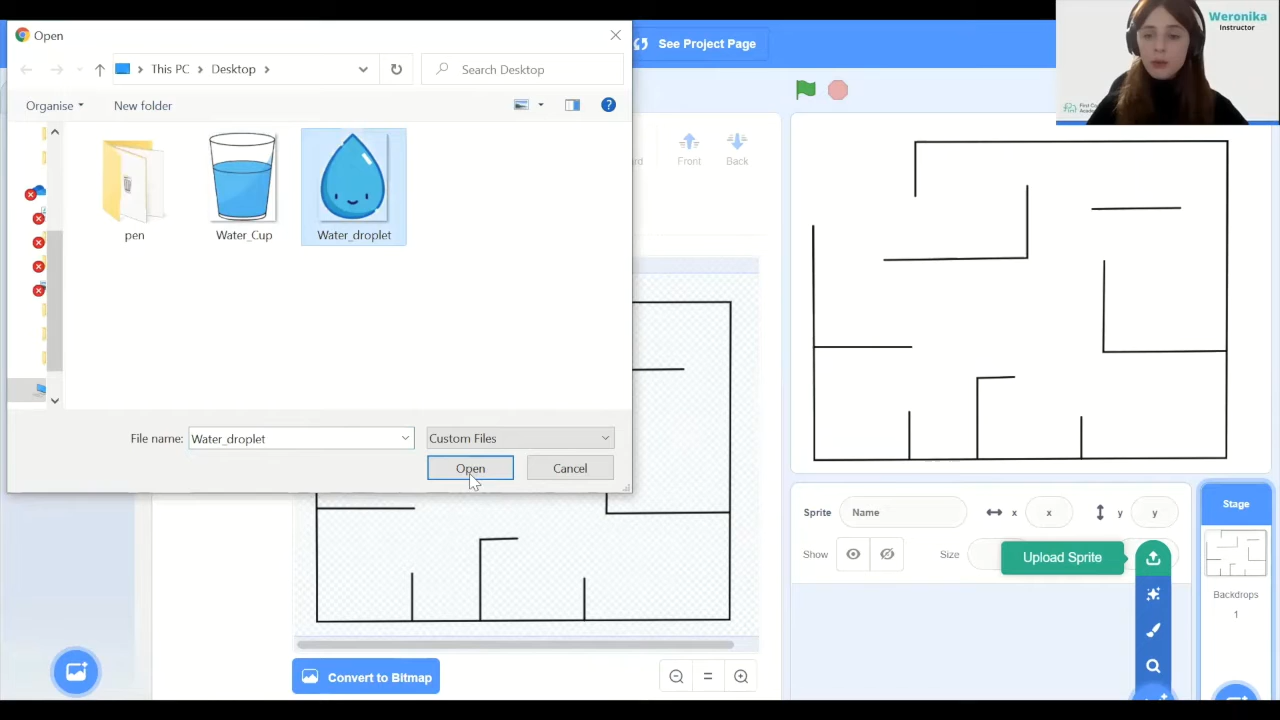 Open
See Project Page
Weronika
Instructor
This PC
Desktop
Search Desktop
Organise
New folder
Front
Back
pen
Water_Cup
Water_droplet
File name:
Water_droplet
Custom Files
Open
Cancel
Sprite
Name
x
x
y
y
Stage
Show
Size
Upload Sprite
Backdrops
1
Convert to Bitmap